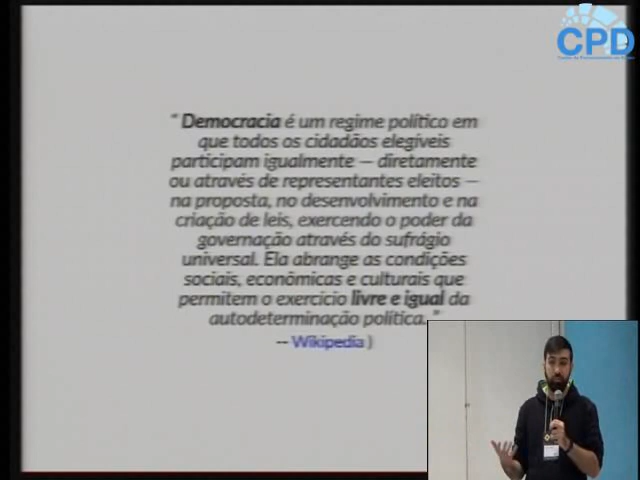 CPD
“ Democracia é um regime político em
que todos os cidadãos elegíveis
participam igualmente — diretamente
ou através de representantes eleitos —
na proposta, no desenvolvimento e na
criação de leis, exercendo o poder da
governação através do sufrágio
universal. Ela abrange as condições
sociais, econômicas e culturais que
permitem o exercício livre e igual da
autodeterminação política. ”
-- Wikipedia )